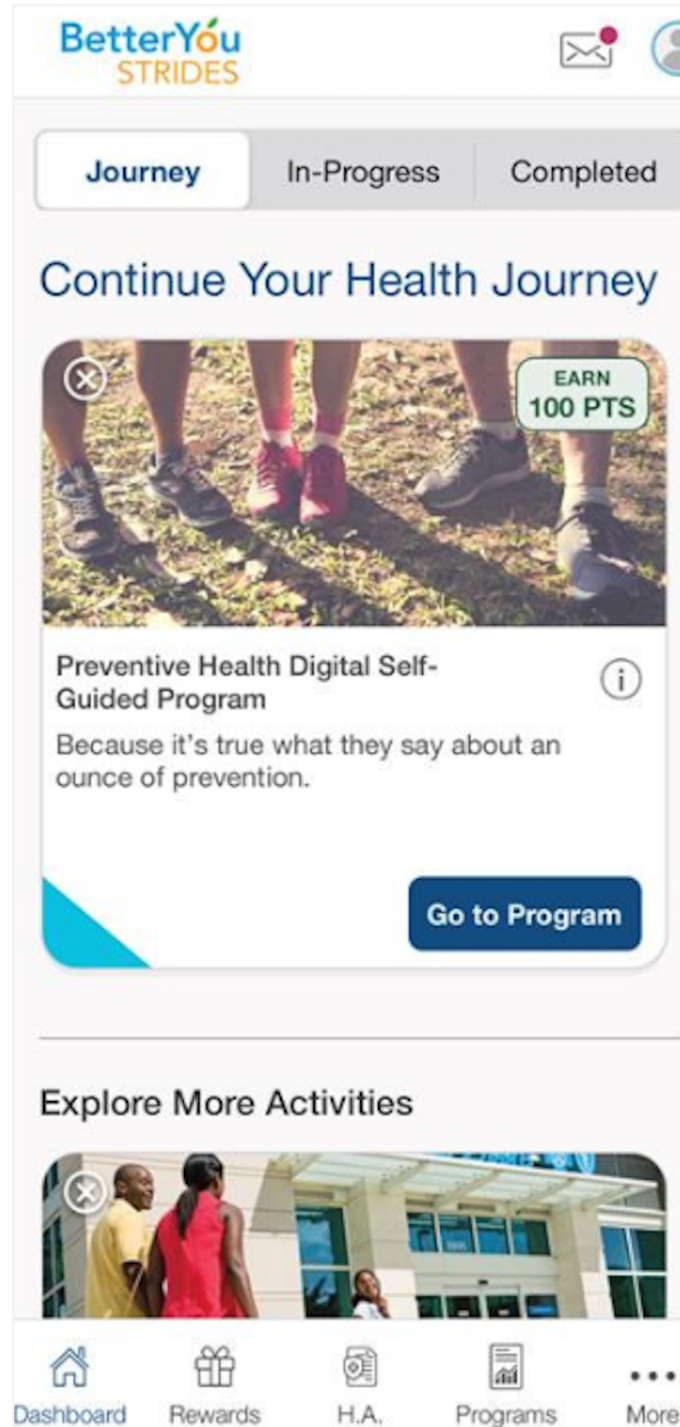 BetterYou
STRIDES
Journey
In-Progress
Completed
Continue Your Health Journey
EARN
100 PTS
Preventive Health Digital Self-
Guided Program
Because it's true what they say about an
ounce of prevention.
Go to Program
Explore More Activities
Dashboard
Rewards
H.A.
Programs
More